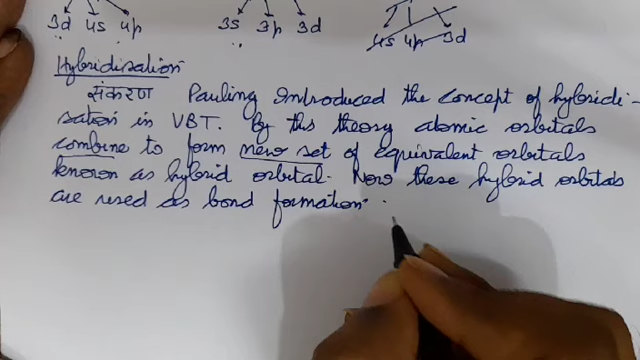 3d 4s 4p 3s 3p 3d 4s 4p 3d
Hybridisation
संकरण Pauling Introduced the concept of hybridi-
sation in VBT. By this theory atomic orbitals
combine to form new set of equivalent orbitals
known as hybrid orbital. Now these hybrid orbitals
are used as bond formation.